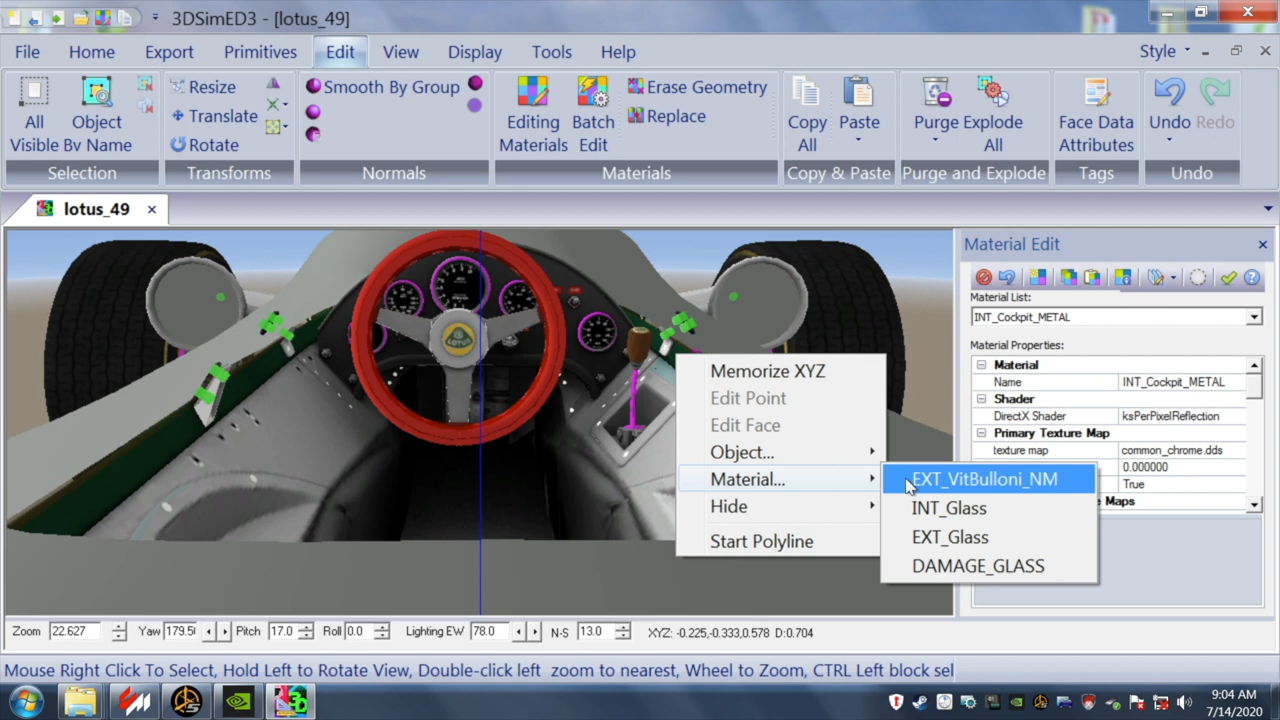 3DSimED3 - [lotus_49]
File Home Export Primitives Edit View Display Tools Help Style
All Visible
Object By Name
Selection
Resize
Translate
Rotate
Transforms
Smooth By Group
Normals
Editing Materials
Batch Edit
Erase Geometry
Replace
Materials
Copy All
Paste
Copy & Paste
Purge
Explode All
Purge and Explode
Face Data Attributes
Tags
Undo
Redo
Undo
lotus_49
LOTUS
Memorize XYZ
Edit Point
Edit Face
Object...
Material...
Hide
Start Polyline
EXT_VitBulloni_NM
INT_Glass
EXT_Glass
DAMAGE_GLASS
Material Edit
Material List:
INT_Cockpit_METAL
Material Properties:
Material
Name INT_Cockpit_METAL
Shader
DirectX Shader ksPerPixelReflection
Primary Texture Map
texture map common_chrome.dds
0.000000
True
Maps
Zoom 22.627 Yaw 179.5 Pitch 17.0 Roll 0.0 Lighting EW 78.0 N-S 13.0 XYZ: -0.225,-0.333,0.578 D:0.704
Mouse Right Click To Select, Hold Left to Rotate View, Double-click left zoom to nearest, Wheel to Zoom, CTRL Left block sel
9:04 AM
7/14/2020